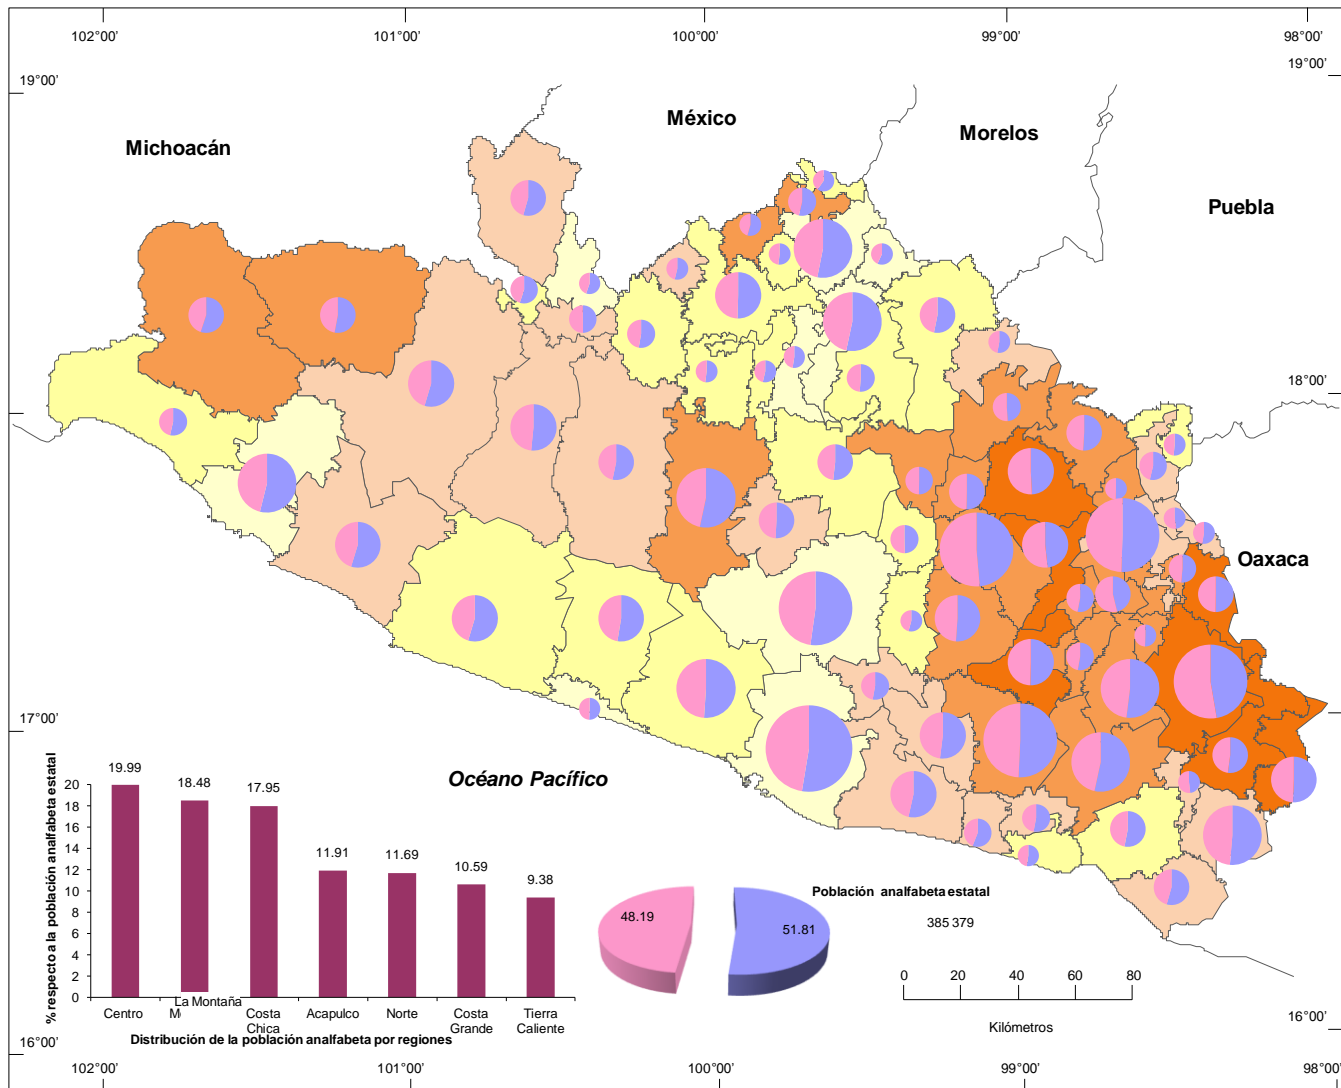 102°00' 101°00' 100°00' 99°00' 98°00'
19°00' 19°00'
México
Morelos
Michoacán
Puebla
18°00'
Oaxaca
17°00'
Océano Pacífico
% respecto a la población analfabeta estatal
20
18
16
14
12
10
8
6
4
2
0
19.99
18.48
17.95
11.91
11.69
10.59
9.38
Centro
La Montaña
Costa Chica
Acapulco
Norte
Costa Grande
Tierra Caliente
Distribución de la población analfabeta por regiones
48.19
51.81
Población analfabeta estatal
385 379
0 20 40 60 80
Kilómetros
16°00' 16°00'
102°00' 101°00' 100°00' 99°00' 98°00'